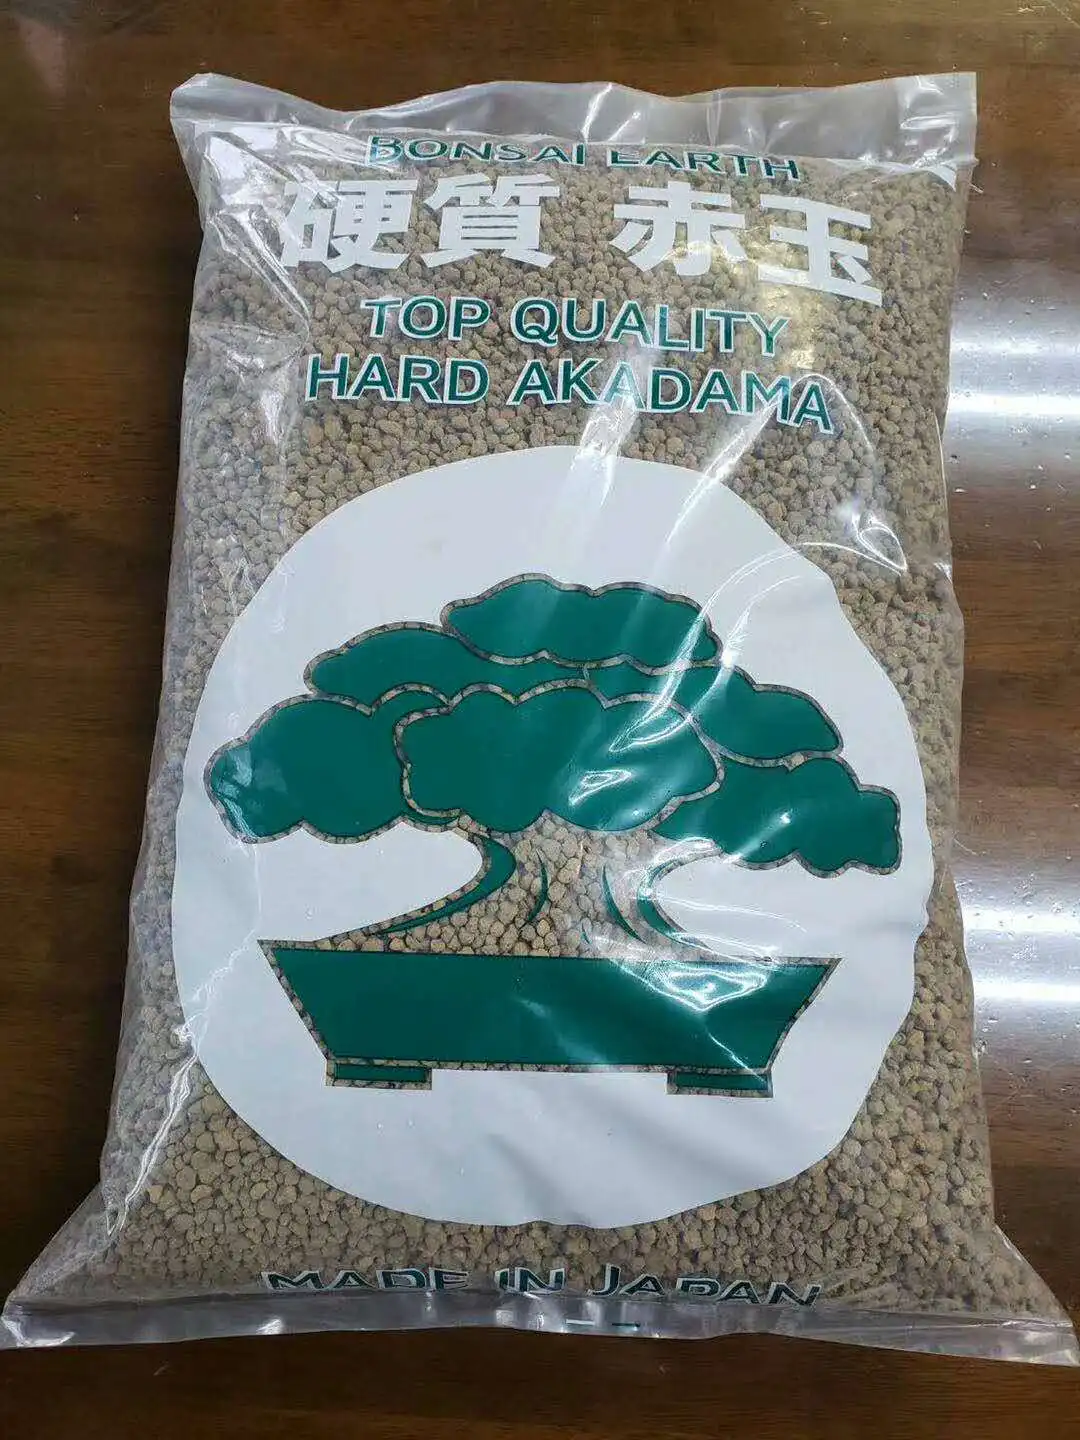 BONSAI EARTH
硬質 赤玉
TOP QUALITY
HARD AKADAMA
MADE IN JAPAN